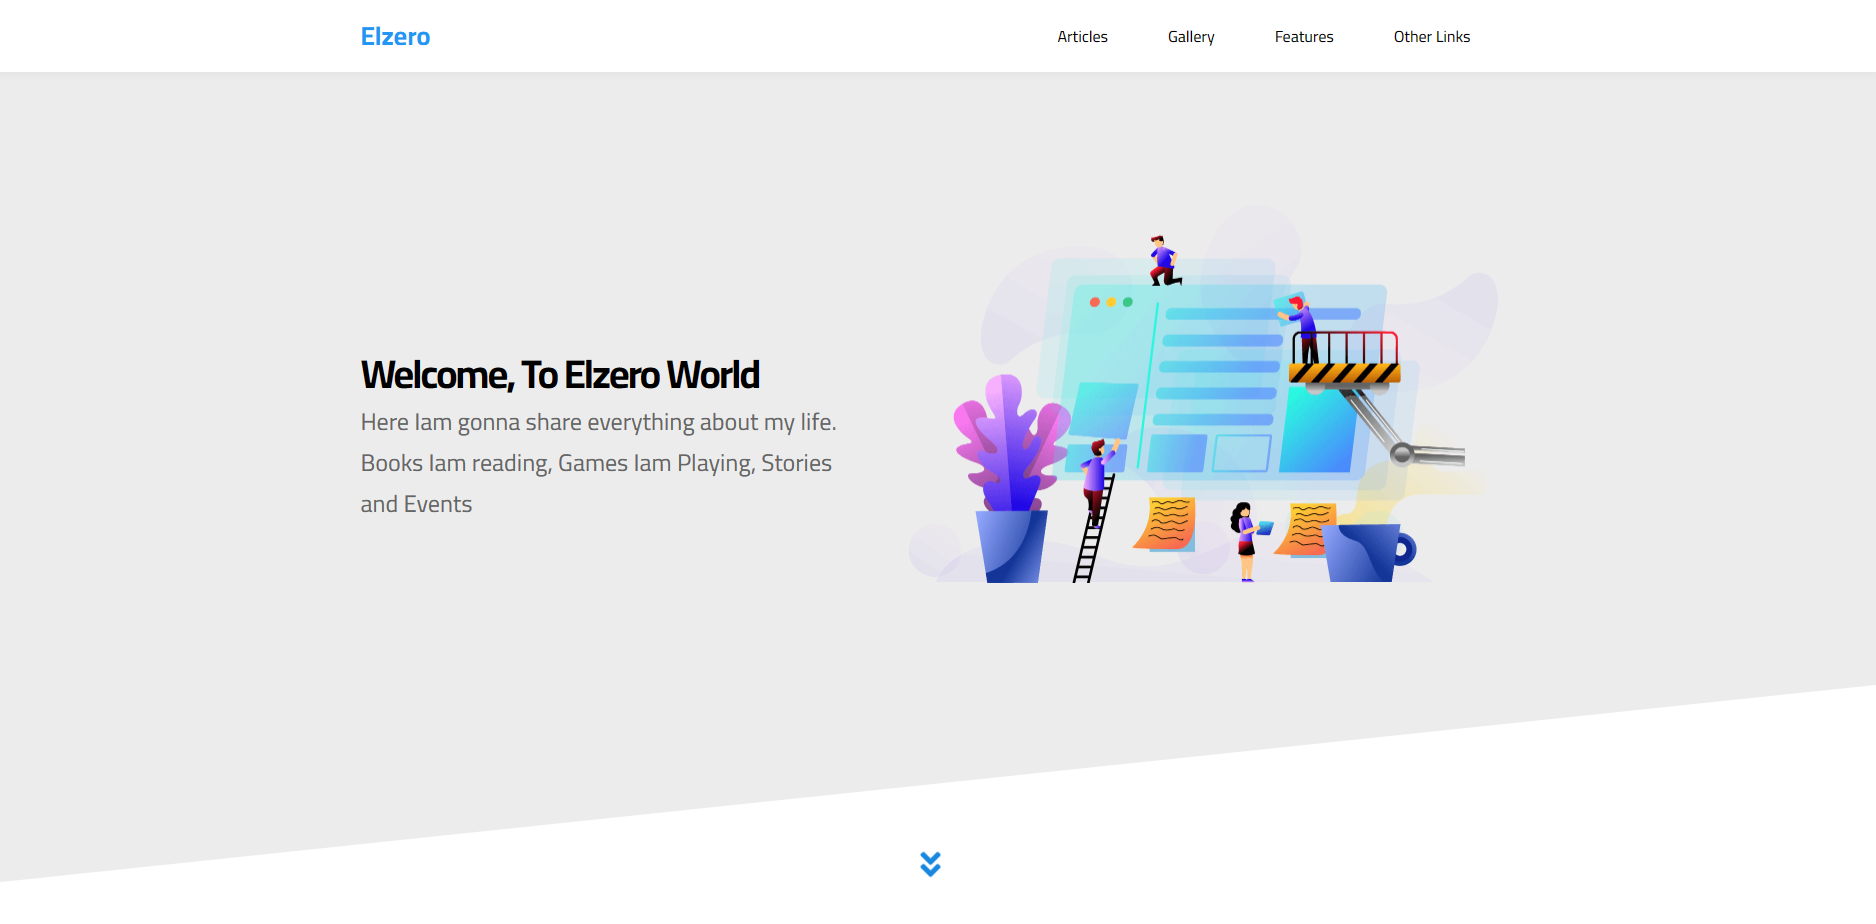 Elzero
Articles
Gallery
Features
Other Links
Welcome, To Elzero World
Here Iam gonna share everything about my life.
Books Iam reading, Games Iam Playing, Stories
and Events